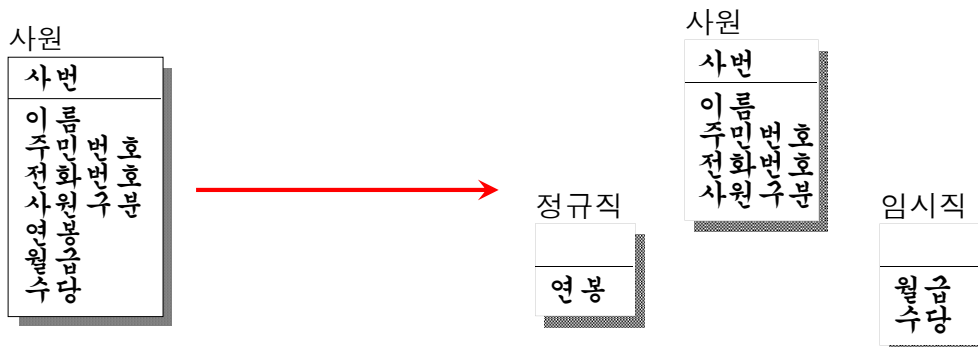 사원
사번
이름
주민번호
전화번호
사원구분
연봉
월급
수당
사원
사번
이름
주민번호
전화번호
사원구분
정규직
연봉
임시직
월급
수당